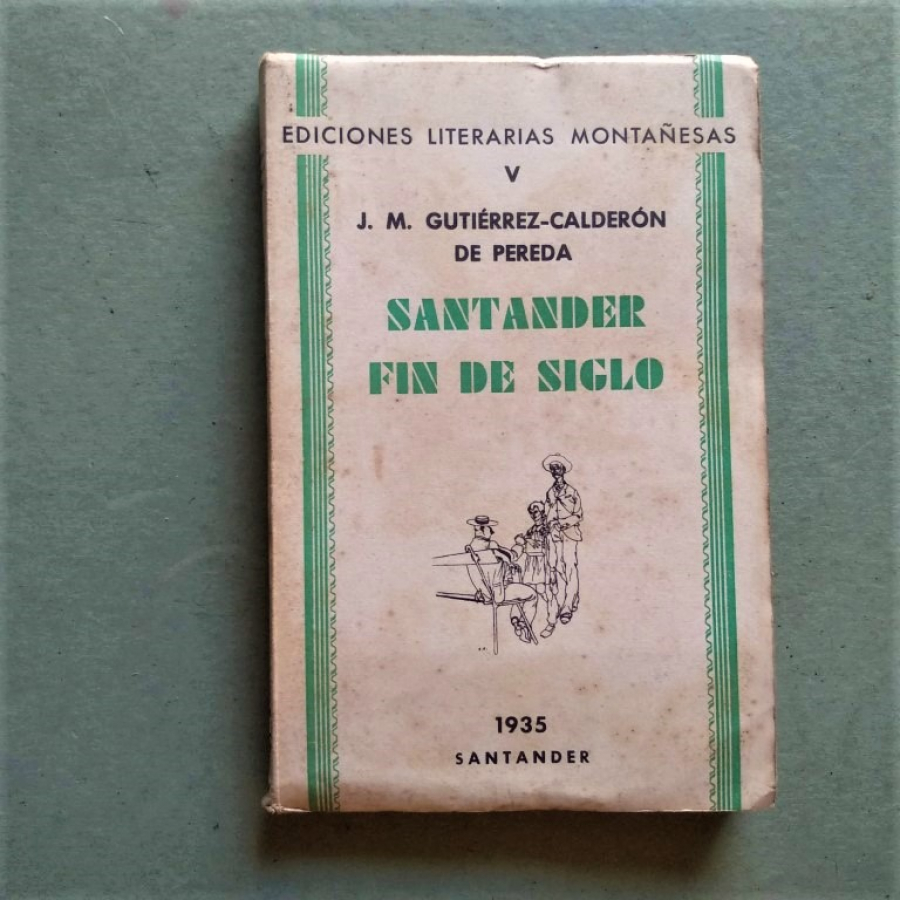 EDICIONES LITERARIAS MONTAÑESAS
V
J. M. GUTIÉRREZ-CALDERÓN
DE PEREDA
SANTANDER
FIN DE SIGLO
1935
SANTANDER